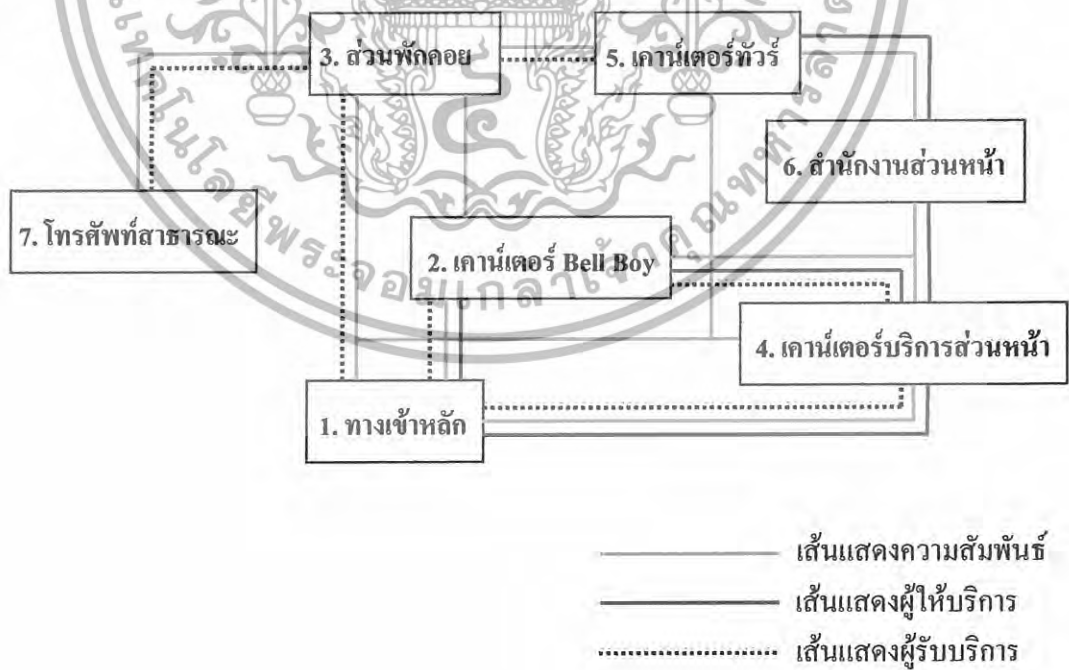 3. ส่วนพักคอย
5. เคาน์เตอร์ทัวร์
6. สำนักงานส่วนหน้า
7. โทรศัพท์สาธารณะ
2. เคาน์เตอร์ Bell Boy
4. เคาน์เตอร์บริการส่วนหน้า
1. ทางเข้าหลัก
เส้นแสดงความสัมพันธ์
เส้นแสดงผู้ให้บริการ
เส้นแสดงผู้รับบริการ